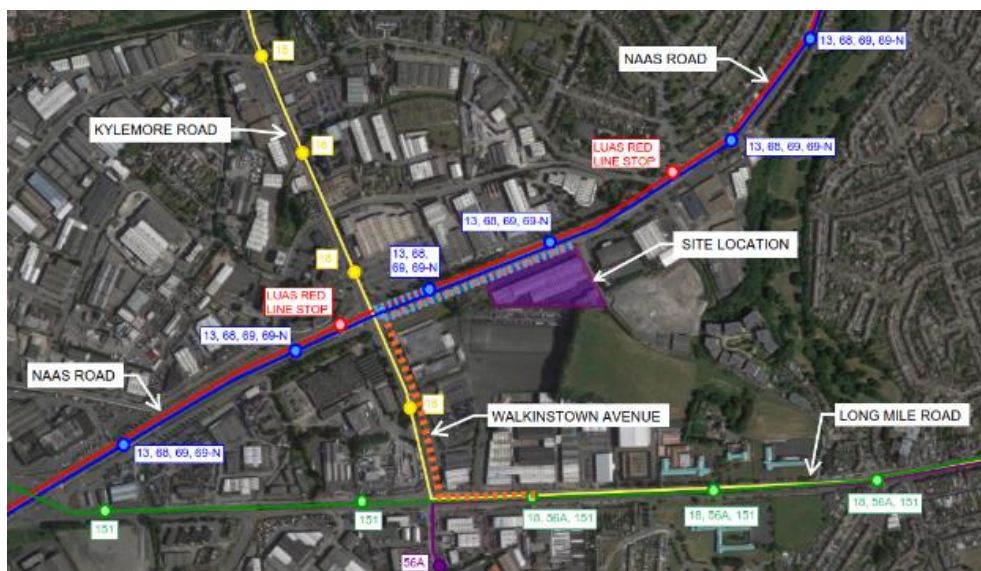 18
13, 68, 69, 69-N
NAAS ROAD
KYLEMORE ROAD
18
13, 68, 69, 69-N
LUAS RED
LINE STOP
13, 68, 69, 69-N
SITE LOCATION
13, 68,
69, 69-N
18
LUAS RED
LINE STOP
13, 68, 69, 69-N
NAAS ROAD
18
WALKINSTOWN AVENUE
LONG MILE ROAD
13, 68, 69, 69-N
151
151
18, 56A, 151
18, 56A, 151
18, 56A, 151
56A